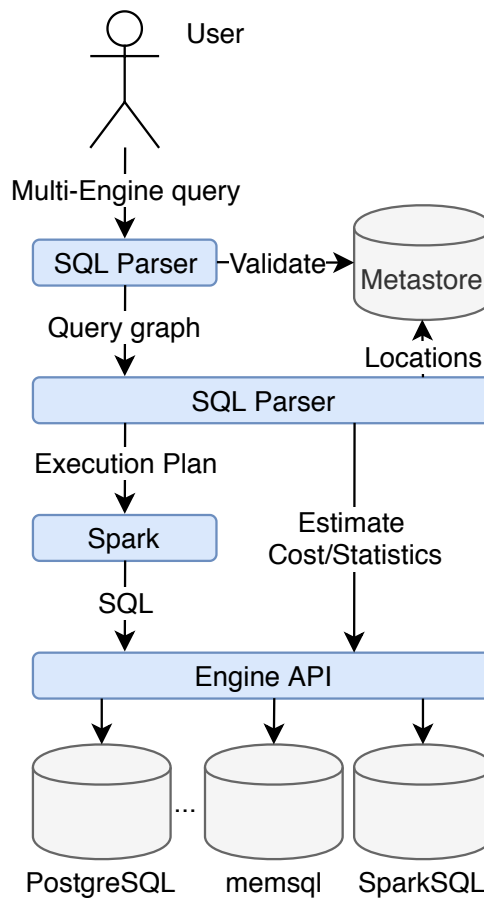 User
Multi-Engine query
SQL Parser
Validate
Metastore
Query graph
Locations
SQL Parser
Execution Plan
Spark
Estimate
Cost/Statistics
SQL
Engine API
...
PostgreSQL
memsql
SparkSQL